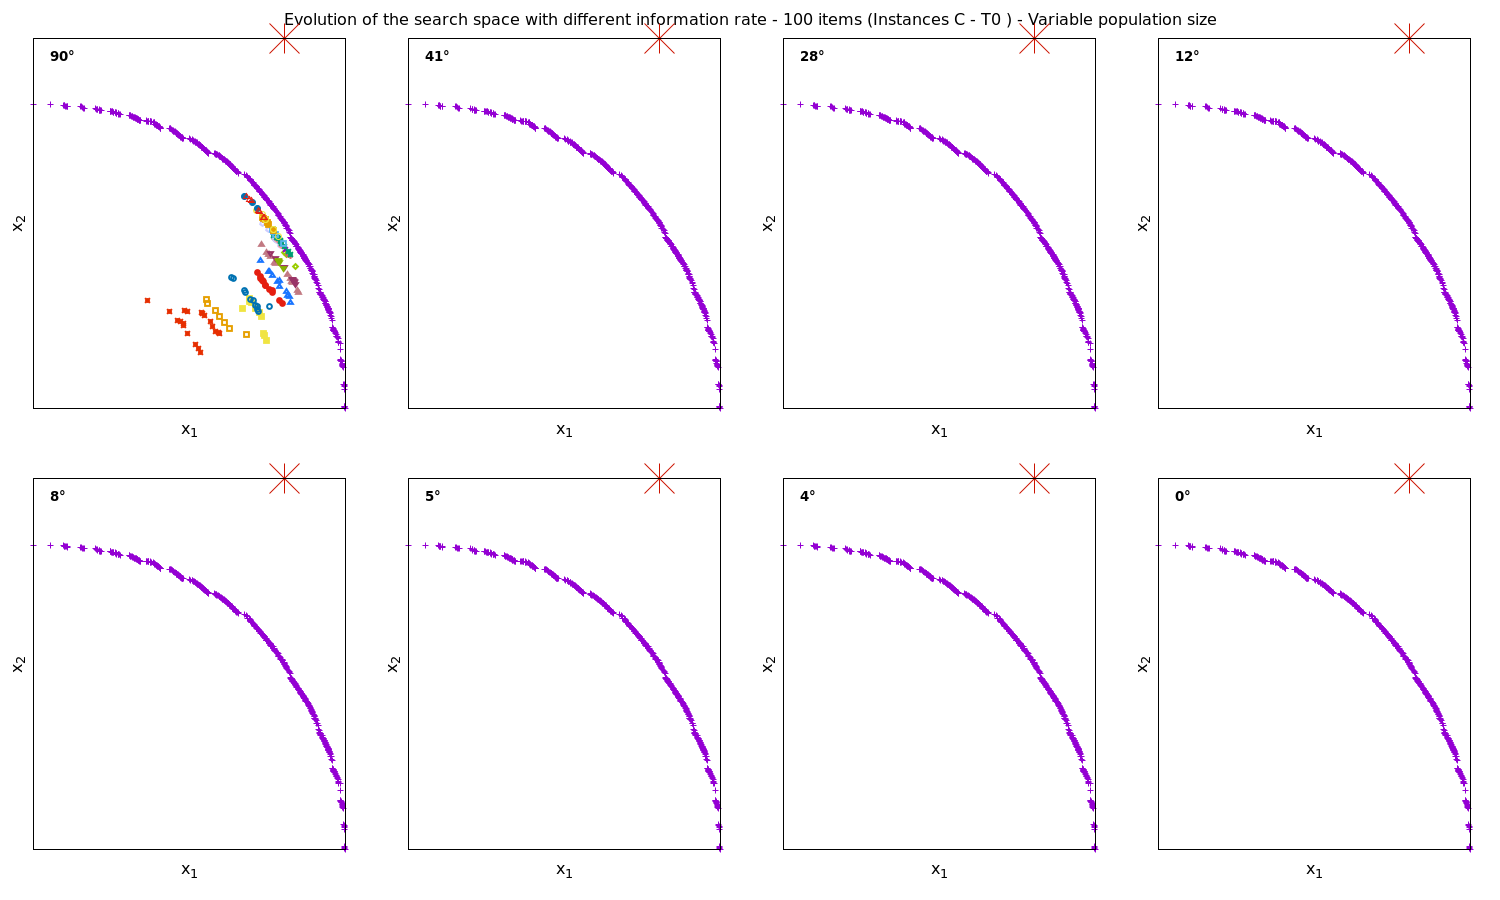 Evolution of the search space with different information rate - 100 items (Instances C - T0 ) - Variable population size
90°
41°
28°
12°
x2
x2
x2
x2
x1
x1
x1
x1
8°
5°
4°
0°
x2
x2
x2
x2
x1
x1
x1
x1